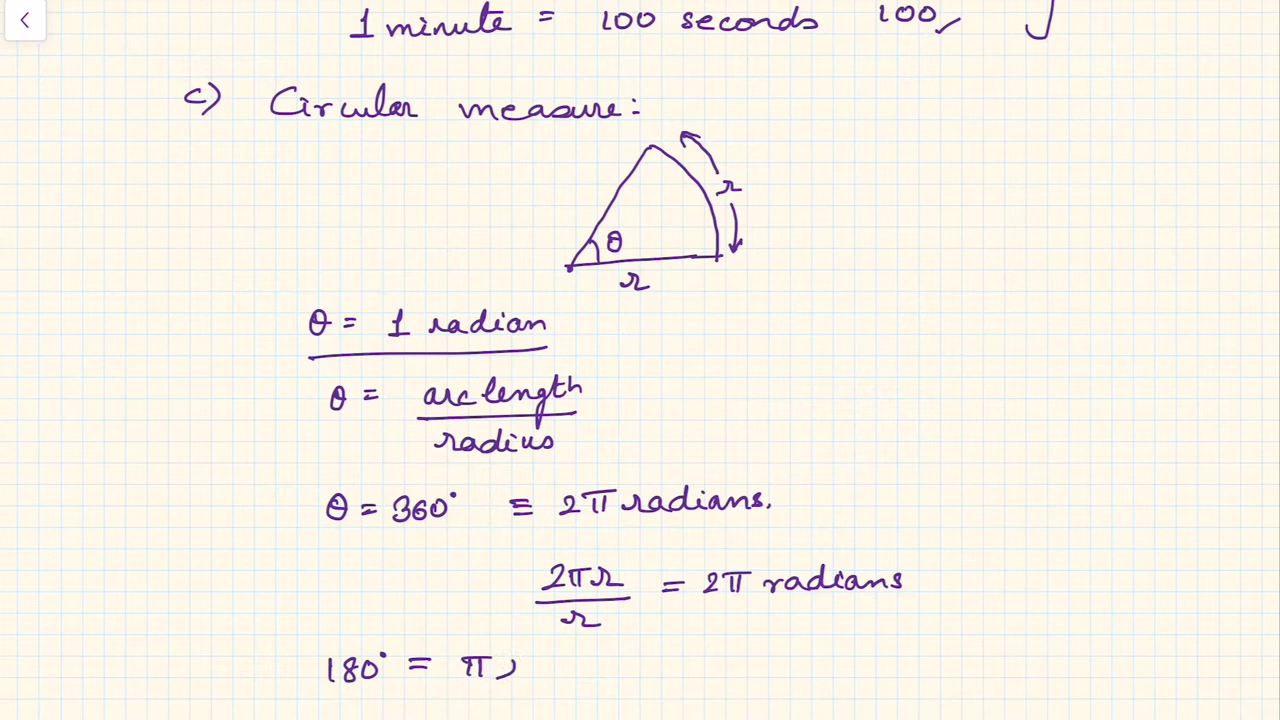 1 minute = 100 seconds 100
c) Circular measure:
r
θ
r
θ = 1 radian
θ = arc length
radius
θ = 360° ≡ 2π radians.
2πr
r
= 2π radians
180° = π